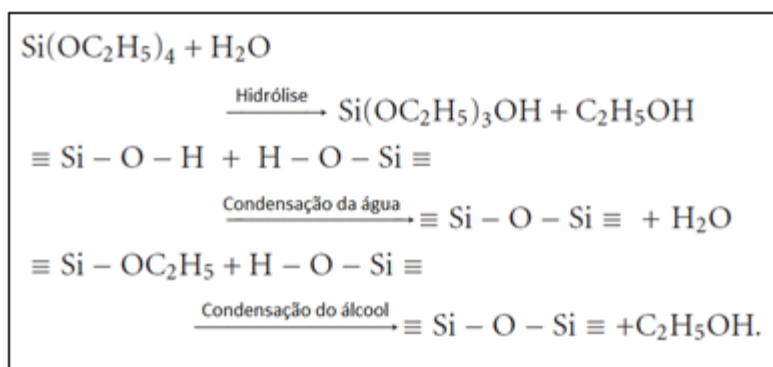 Si(OC₂H₅)₄ + H₂O
Hidrólise
Si(OC₂H₅)₃OH + C₂H₅OH
≡ Si – O – H + H – O – Si ≡
Condensação da água
≡ Si – O – Si ≡ + H₂O
≡ Si – OC₂H₅ + H – O – Si ≡
Condensação do álcool
≡ Si – O – Si ≡ +C₂H₅OH.